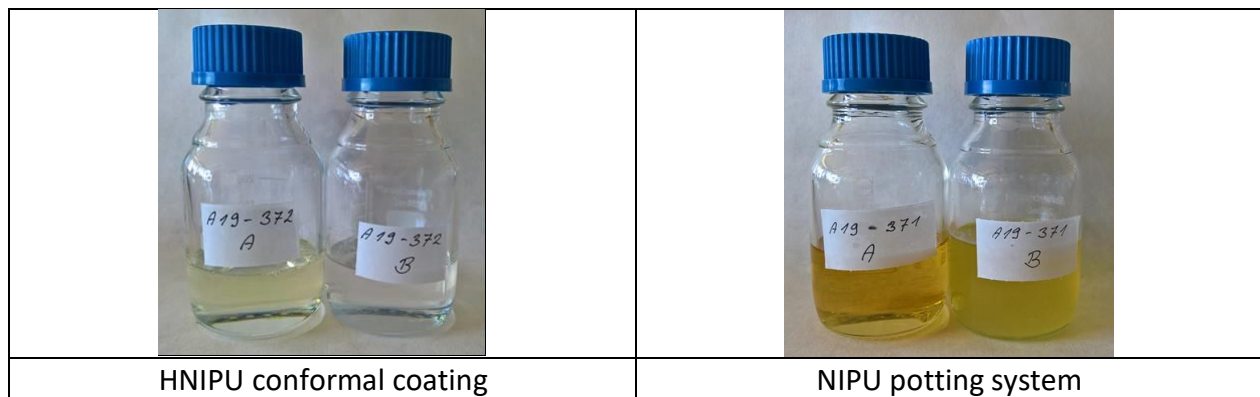 A19-372
A
A19-372
B
A19-371
A
A19-371
B
HNIPU conformal coating
NIPU potting system